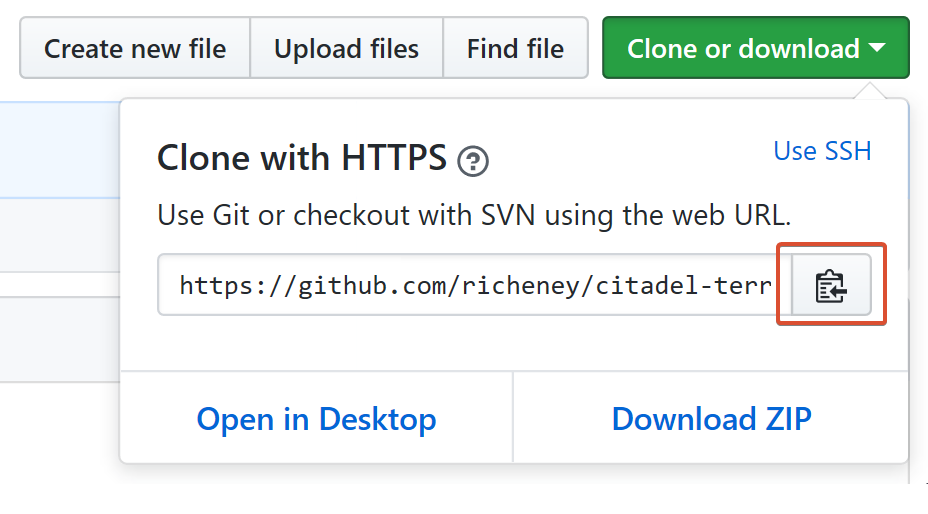 Create new file Upload files Find file Clone or download
Clone with HTTPS ?
Use SSH
Use Git or checkout with SVN using the web URL.
https://github.com/richeney/citadel-terr
Open in Desktop Download ZIP